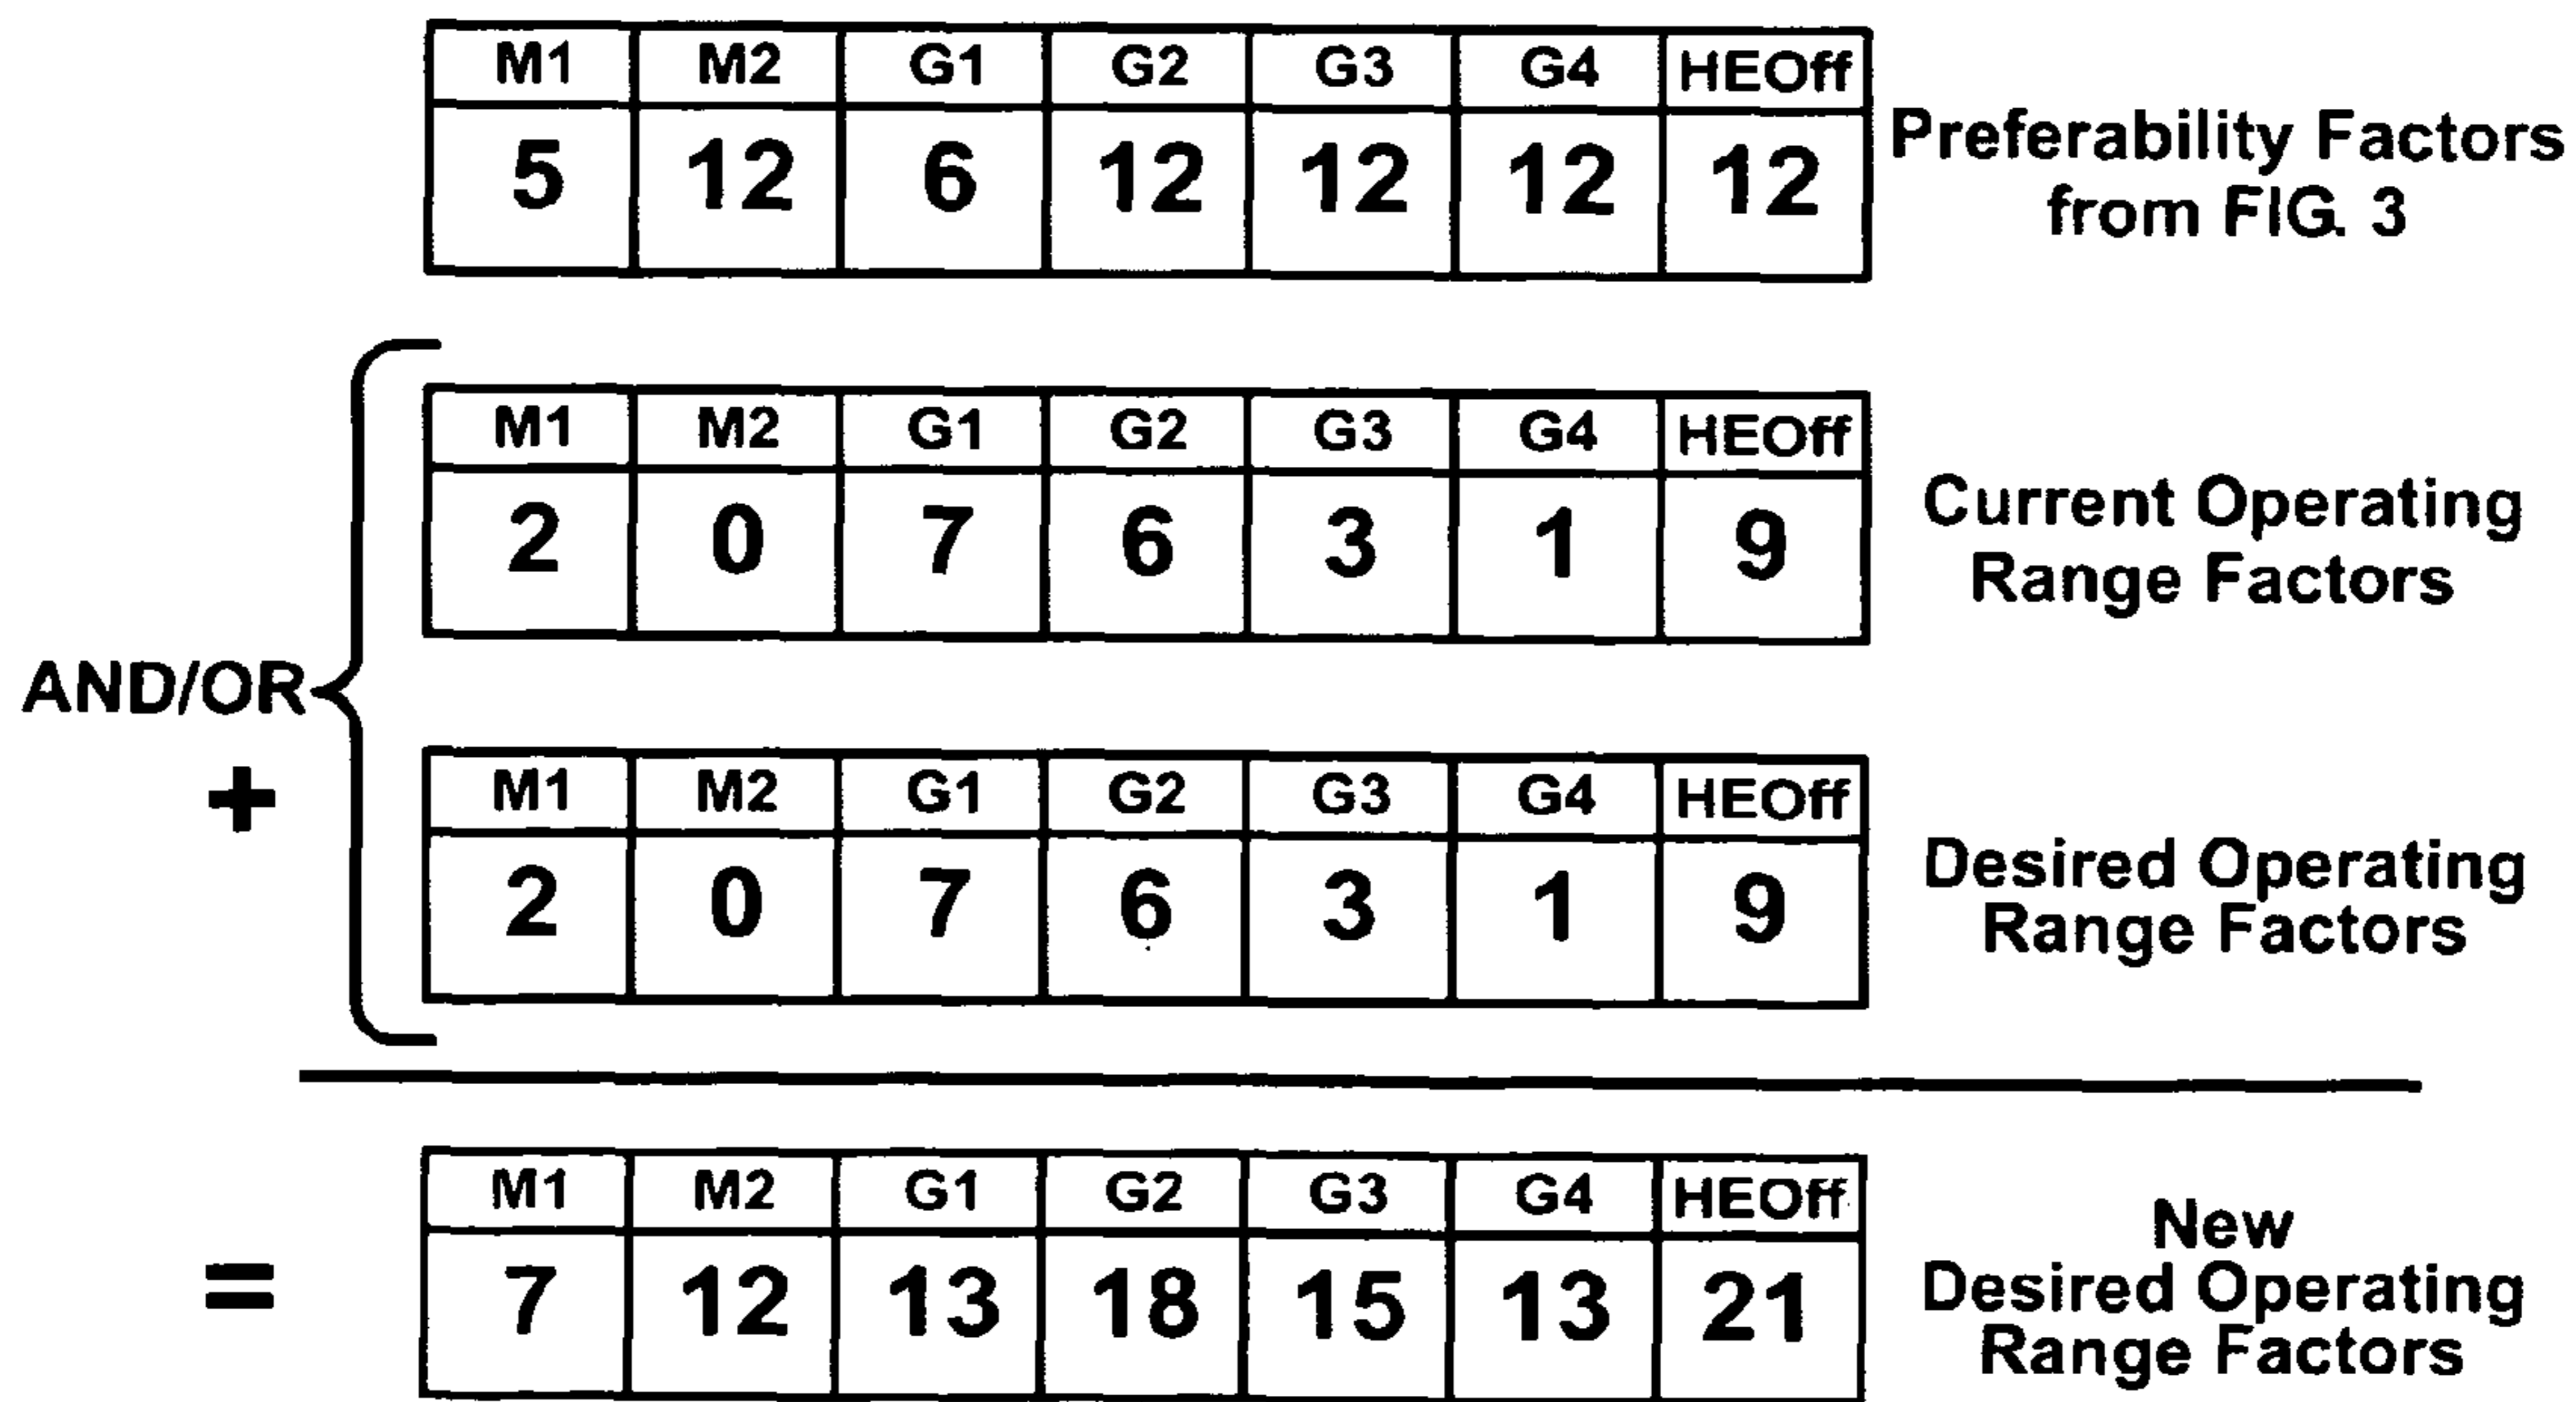 M1 M2 G1 G2 G3 G4 HEOff
5 12 6 12 12 12 12
Preferability Factors
from FIG. 3
M1 M2 G1 G2 G3 G4 HEOff
2 0 7 6 3 1 9
Current Operating
Range Factors
AND/OR
+
M1 M2 G1 G2 G3 G4 HEOff
2 0 7 6 3 1 9
Desired Operating
Range Factors
=
M1 M2 G1 G2 G3 G4 HEOff
7 12 13 18 15 13 21
New
Desired Operating
Range Factors